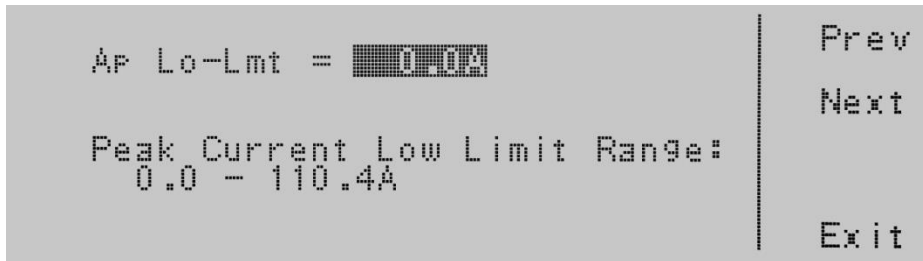 Ap Lo-Lmt = 0.0A
Peak Current Low Limit Range:
0.0 - 110.4A
Prev
Next
Exit